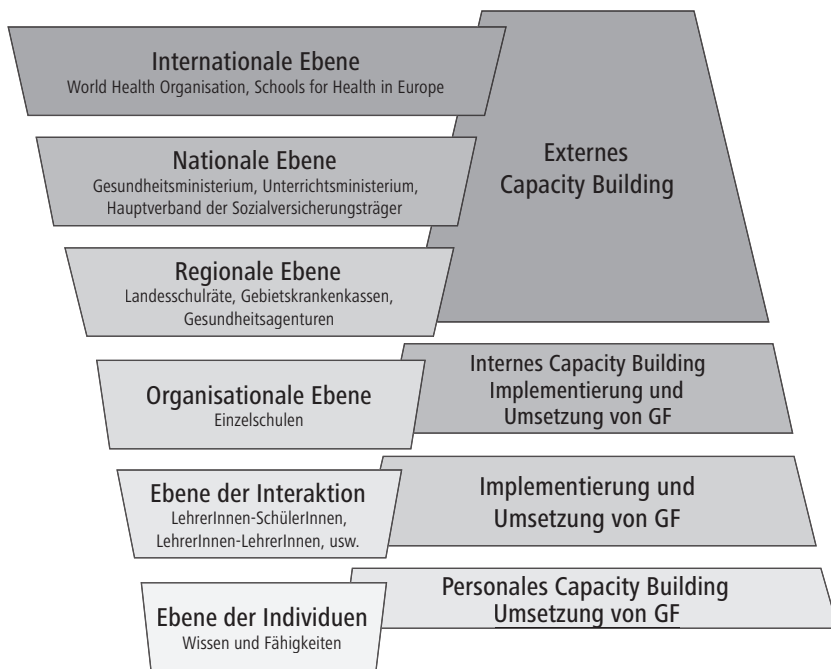 Internationale Ebene
World Health Organisation, Schools for Health in Europe
Nationale Ebene
Gesundheitsministerium, Unterrichtsministerium,
Hauptverband der Sozialversicherungsträger
Externes
Capacity Building
Regionale Ebene
Landesschulräte, Gebietskrankenkassen,
Gesundheitsagenturen
Organisationale Ebene
Einzelschulen
Internes Capacity Building
Implementierung und
Umsetzung von GF
Ebene der Interaktion
LehrerInnen-SchülerInnen,
LehrerInnen-LehrerInnen, usw.
Implementierung und
Umsetzung von GF
Ebene der Individuen
Wissen und Fähigkeiten
Personales Capacity Building
Umsetzung von GF